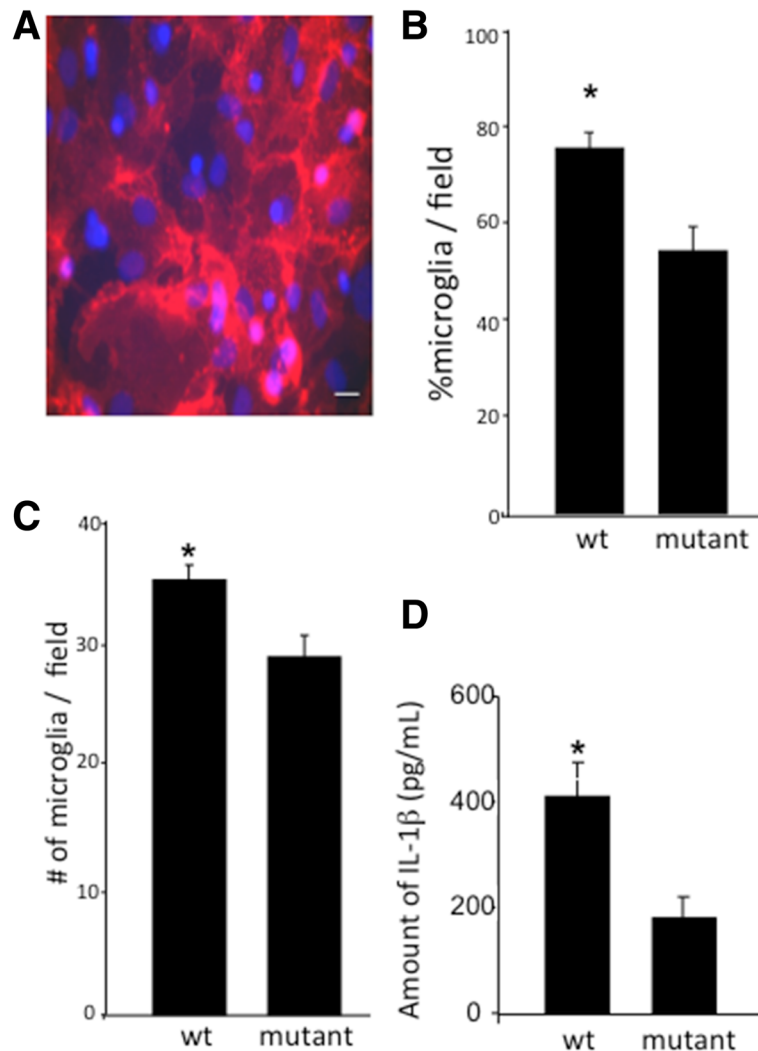 A
B
100
80
60
40
20
0
%microglia / field
*
wt
mutant
C
40
30
20
10
0
# of microglia / field
*
wt
mutant
D
600
400
200
0
Amount of IL-1β (pg/mL)
*
wt
mutant